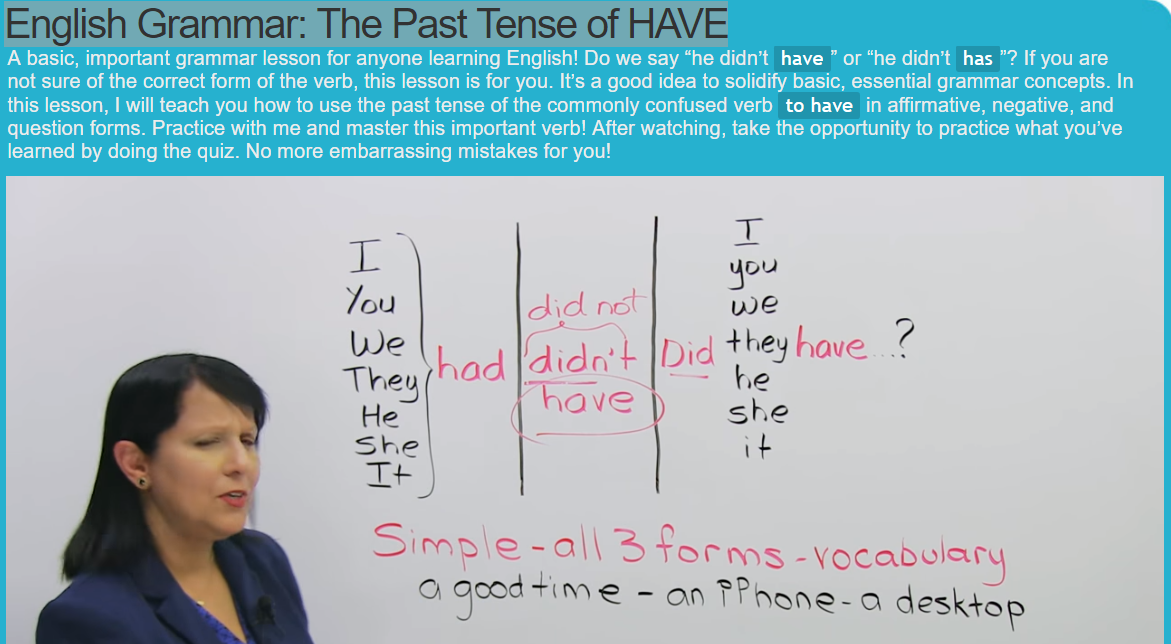 English Grammar: The Past Tense of HAVE
A basic, important grammar lesson for anyone learning English! Do we say “he didn’t have ” or “he didn’t has ”? If you are
not sure of the correct form of the verb, this lesson is for you. It’s a good idea to solidify basic, essential grammar concepts. In
this lesson, I will teach you how to use the past tense of the commonly confused verb to have in affirmative, negative, and
question forms. Practice with me and master this important verb! After watching, take the opportunity to practice what you’ve
learned by doing the quiz. No more embarrassing mistakes for you!
I
You
We
They
He
She
It
had
did not
didn't
have
Did
I
you
we
they
he
she
it
have...?
Simple - all 3 forms - vocabulary
a good time - an iPhone - a desktop